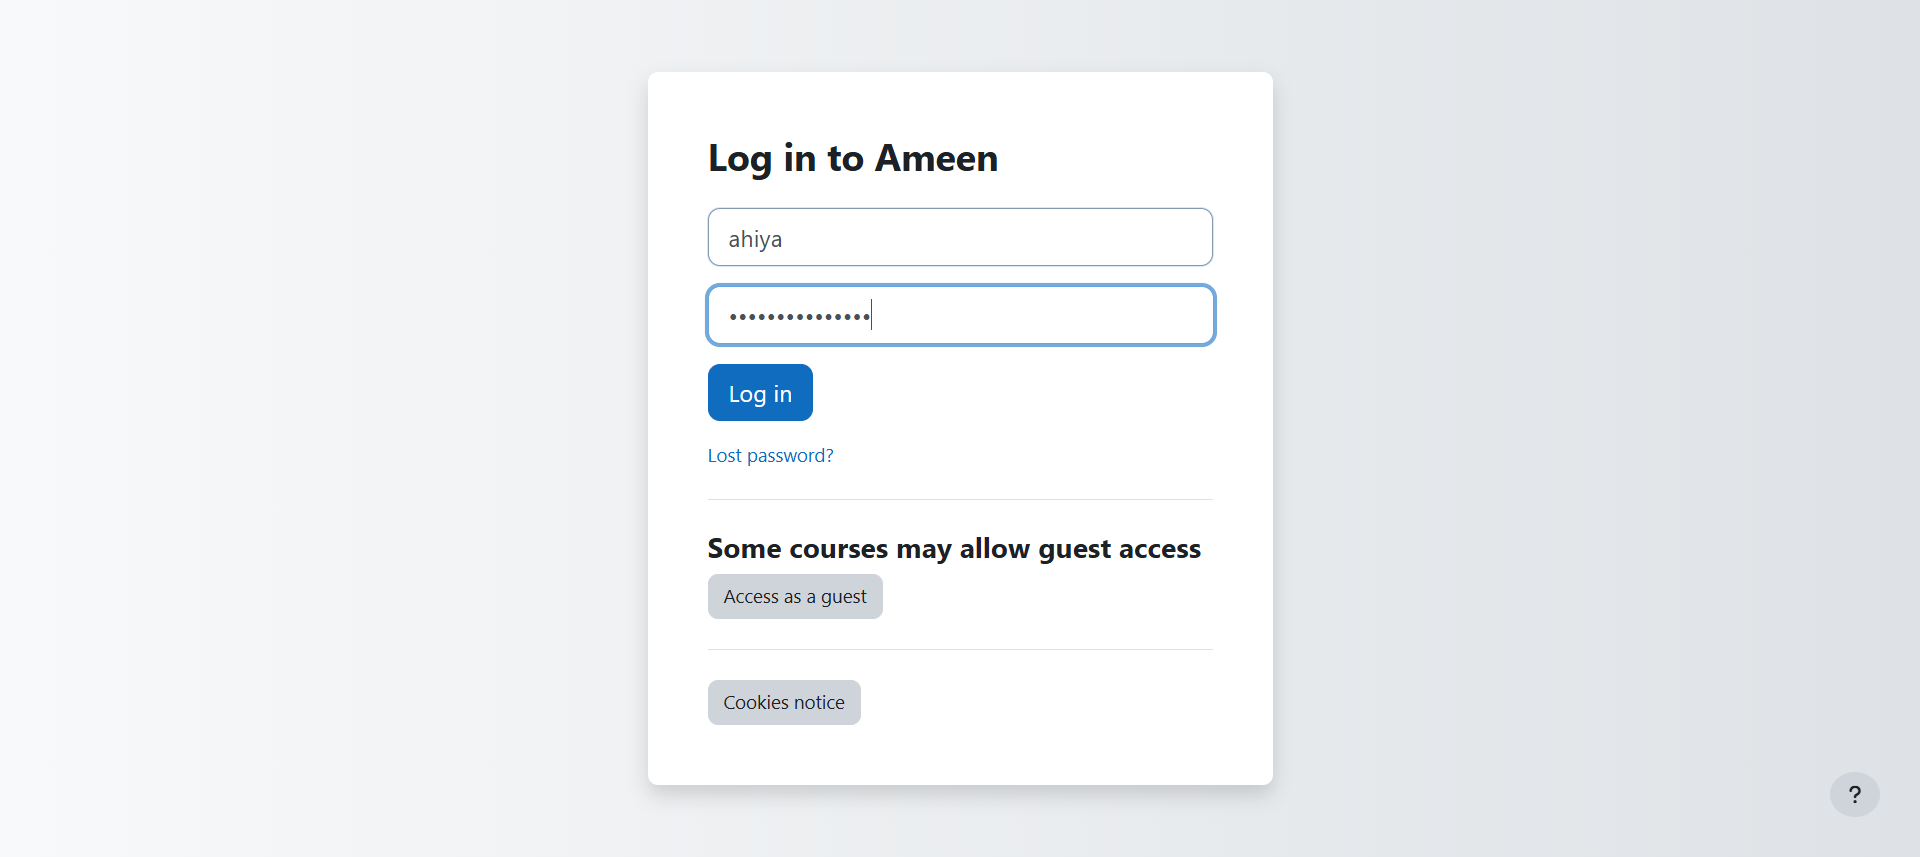 Log in to Ameen
ahiya
•••••••••••••••
Log in
Lost password?
Some courses may allow guest access
Access as a guest
Cookies notice
?